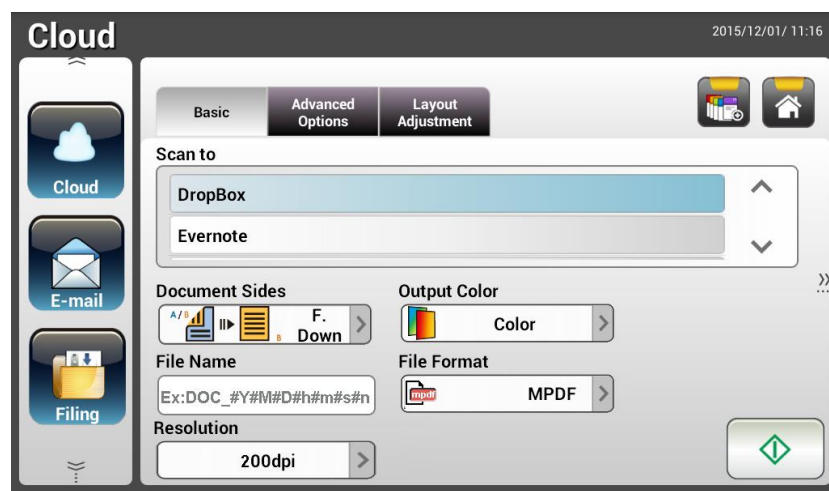 Cloud
2015/12/01/ 11:16
Basic
Advanced
Options
Layout
Adjustment
Cloud
E-mail
Filing
Scan to
DropBox
Evernote
Document Sides
A/B
B
F.
Down
Output Color
Color
File Name
Ex:DOC_#Y#M#D#h#m#s#n
File Format
mpdf
MPDF
Resolution
200dpi